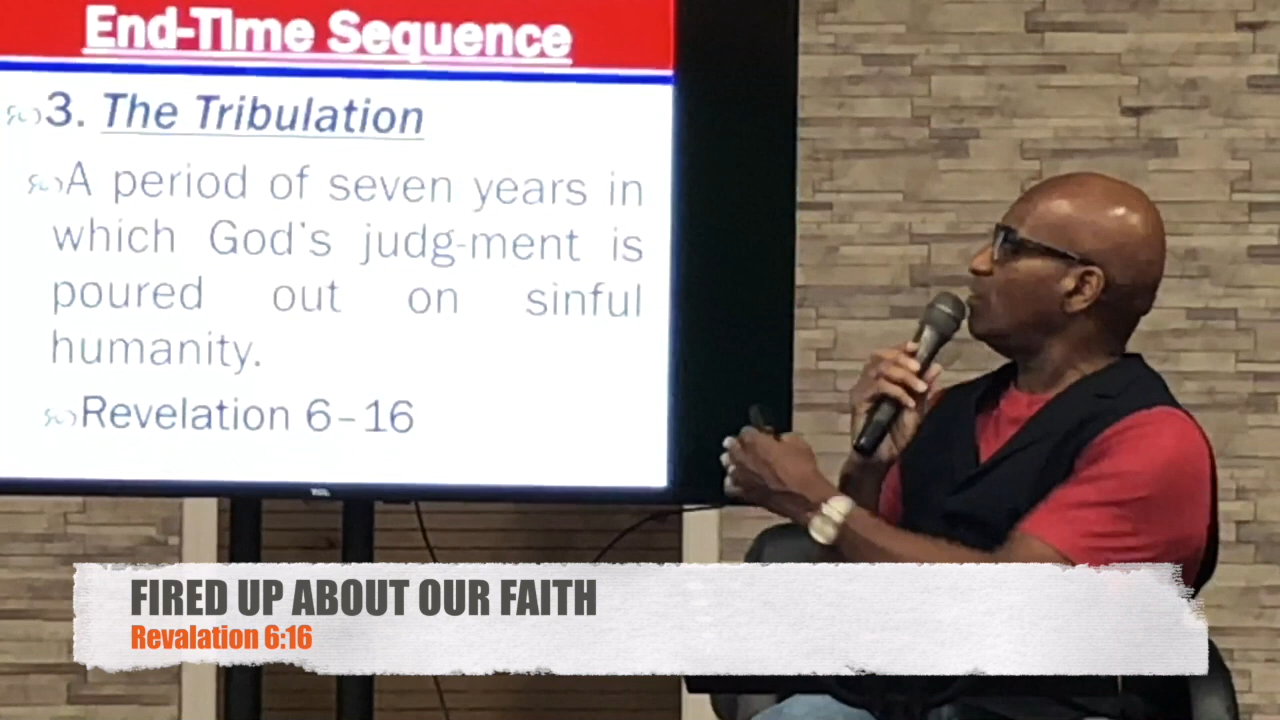 End-TIme Sequence
3. The Tribulation
A period of seven years in
which God's judg-ment is
poured out on sinful
humanity.
Revelation 6-16
FIRED UP ABOUT OUR FAITH
Revalation 6:16